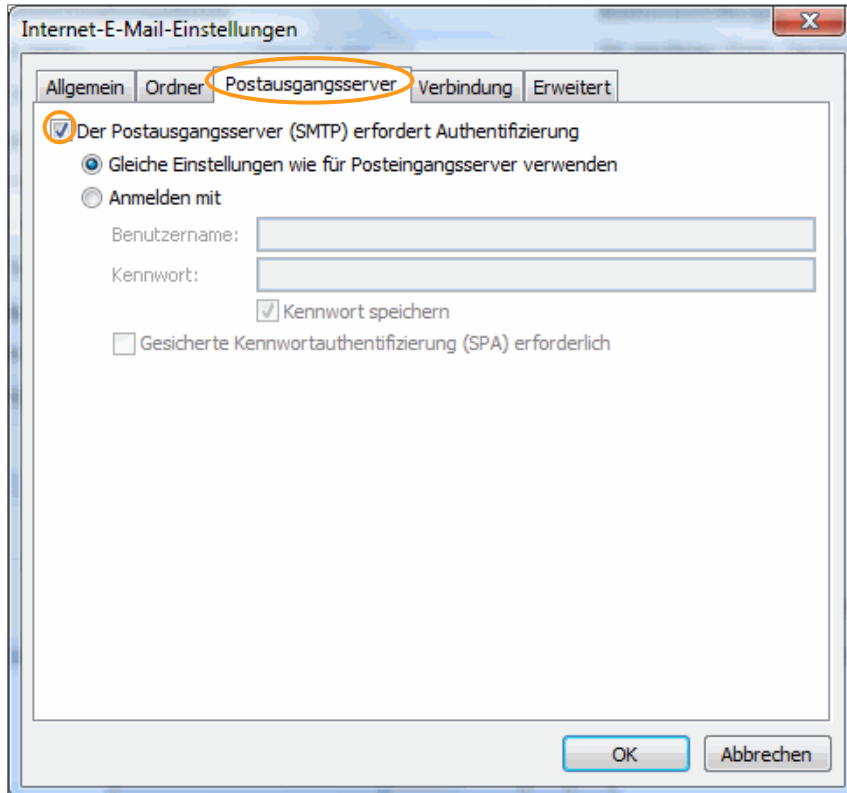 Internet-E-Mail-Einstellungen
Allgemein Ordner Postausgangsserver Verbindung Erweitert
Der Postausgangsserver (SMTP) erfordert Authentifizierung
Gleiche Einstellungen wie für Posteingangsserver verwenden
Anmelden mit
Benutzername:
Kennwort:
Kennwort speichern
Gesicherte Kennwortauthentifizierung (SPA) erforderlich
OK Abbrechen